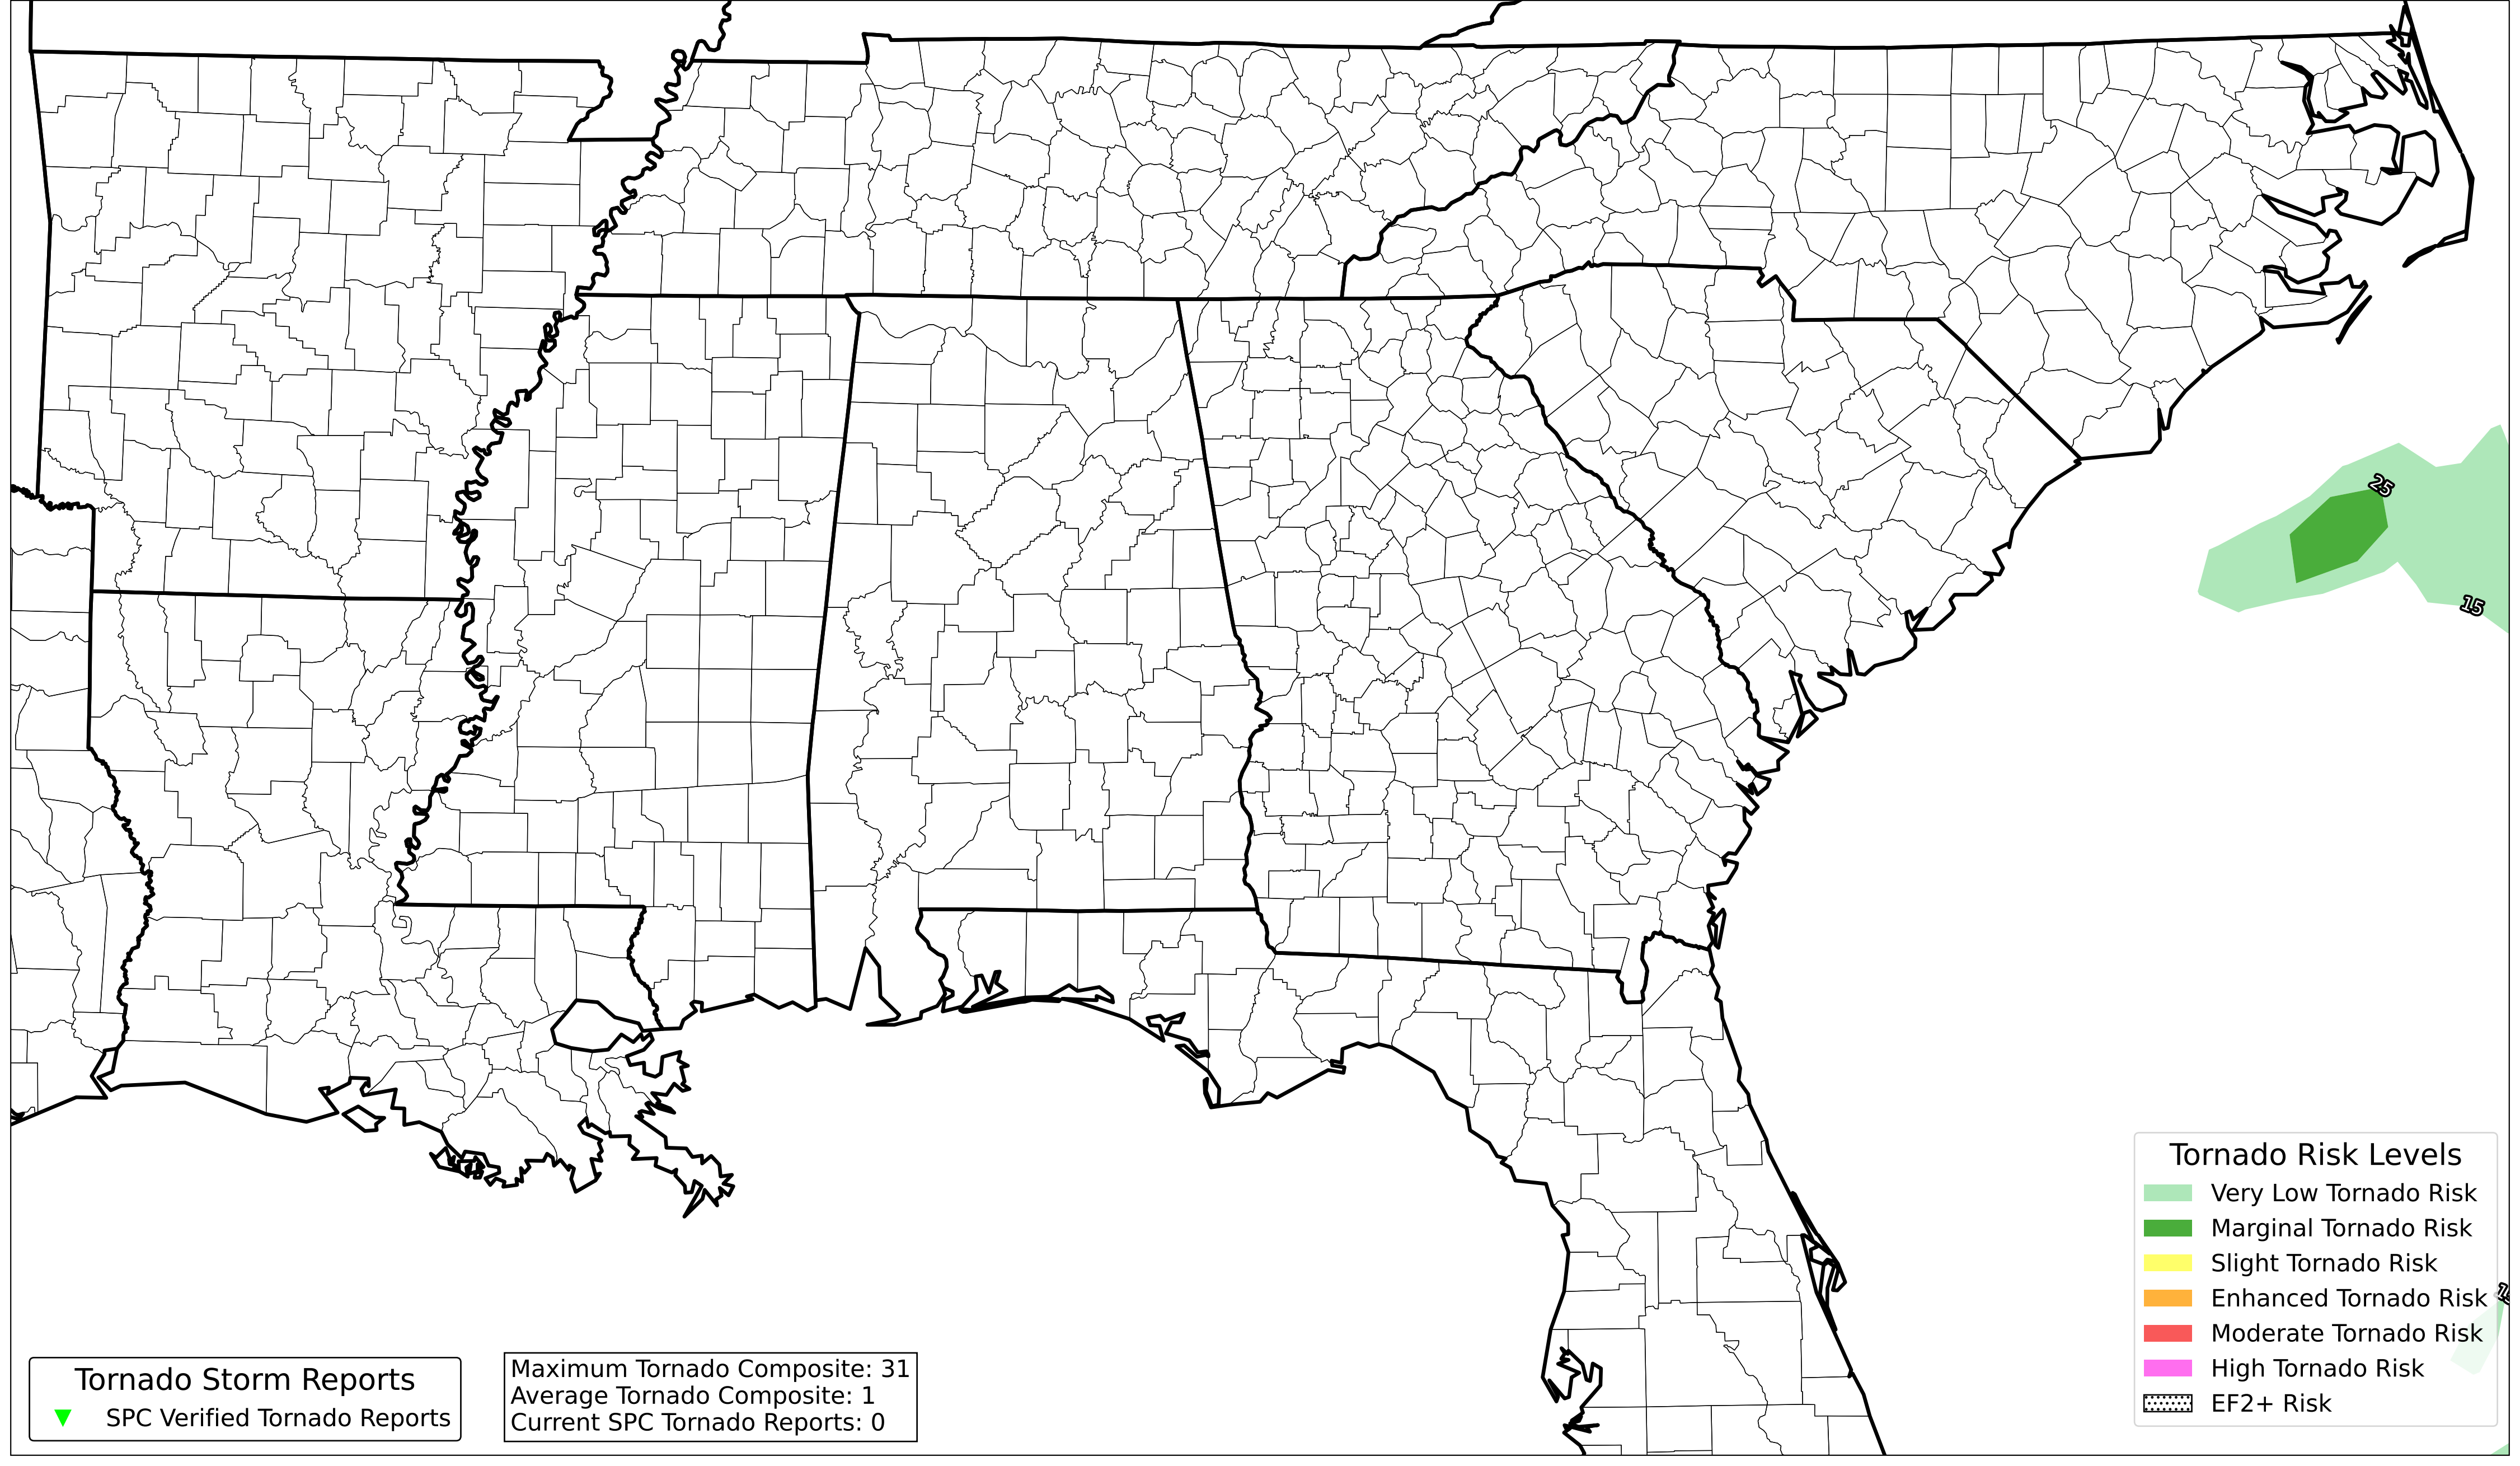 25
15
Tornado Risk Levels
Very Low Tornado Risk
Marginal Tornado Risk
Slight Tornado Risk
Enhanced Tornado Risk
Moderate Tornado Risk
High Tornado Risk
EF2+ Risk
Tornado Storm Reports
SPC Verified Tornado Reports
Maximum Tornado Composite: 31
Average Tornado Composite: 1
Current SPC Tornado Reports: 0